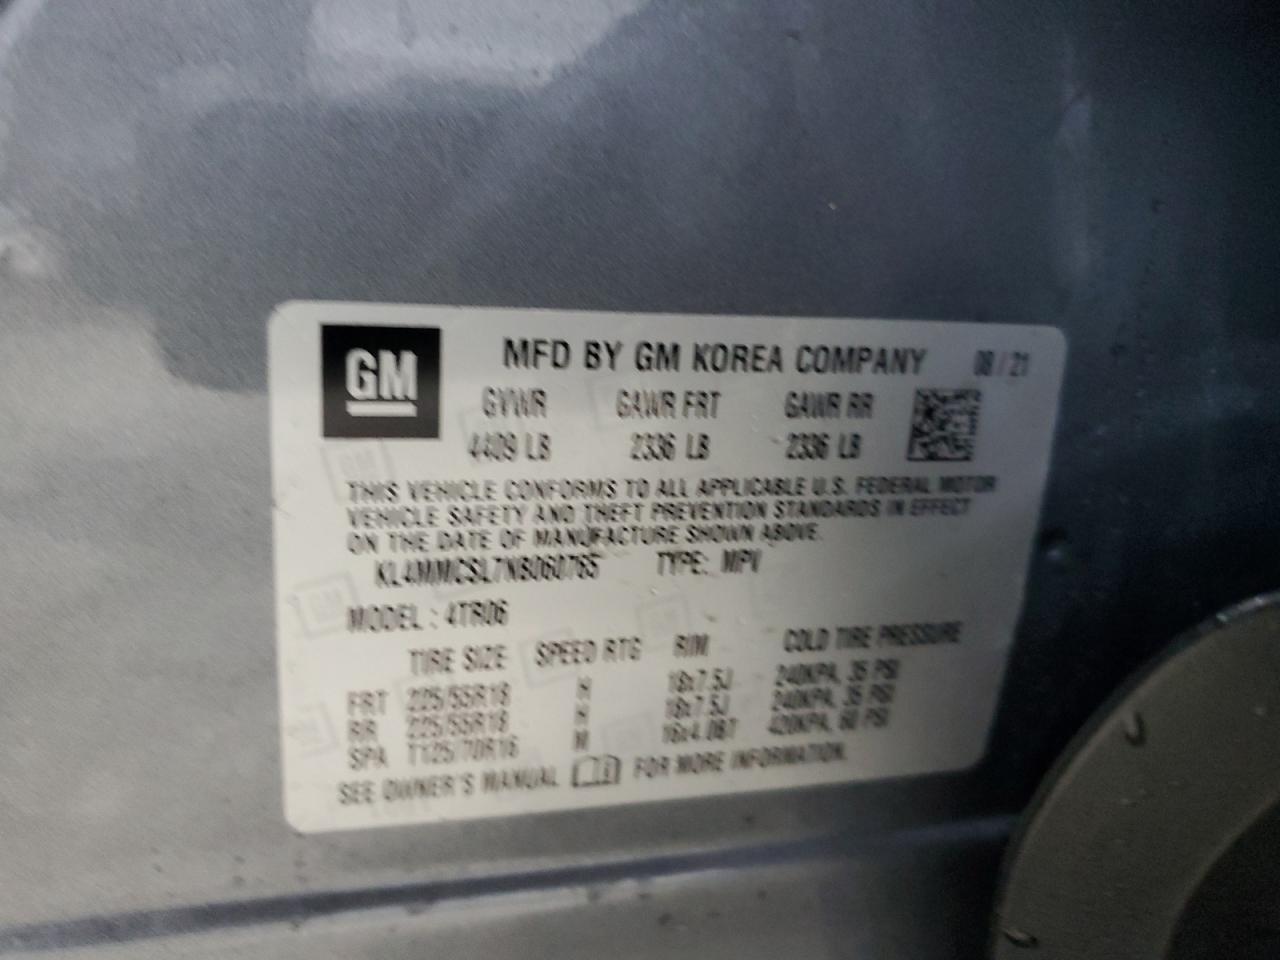 GM
MFD BY GM KOREA COMPANY 08/21
GVWR GAWR FRT GAWR RR
4409 LB 2336 LB 2336 LB
THIS VEHICLE CONFORMS TO ALL APPLICABLE U.S. FEDERAL MOTOR
VEHICLE SAFETY AND THEFT PREVENTION STANDARDS IN EFFECT
ON THE DATE OF MANUFACTURE SHOWN ABOVE.
KL4MMCSL7NB060765 TYPE: MPV
MODEL: 4TR06
TIRE SIZE SPEED RTG RIM COLD TIRE PRESSURE
FRT 225/55R18 H 18x7.5J 240KPA, 35 PSI
RR 225/55R18 H 18x7.5J 240KPA, 35 PSI
SPA T125/70R16 M 16x4.0BT 420KPA, 60 PSI
SEE OWNER'S MANUAL FOR MORE INFORMATION.